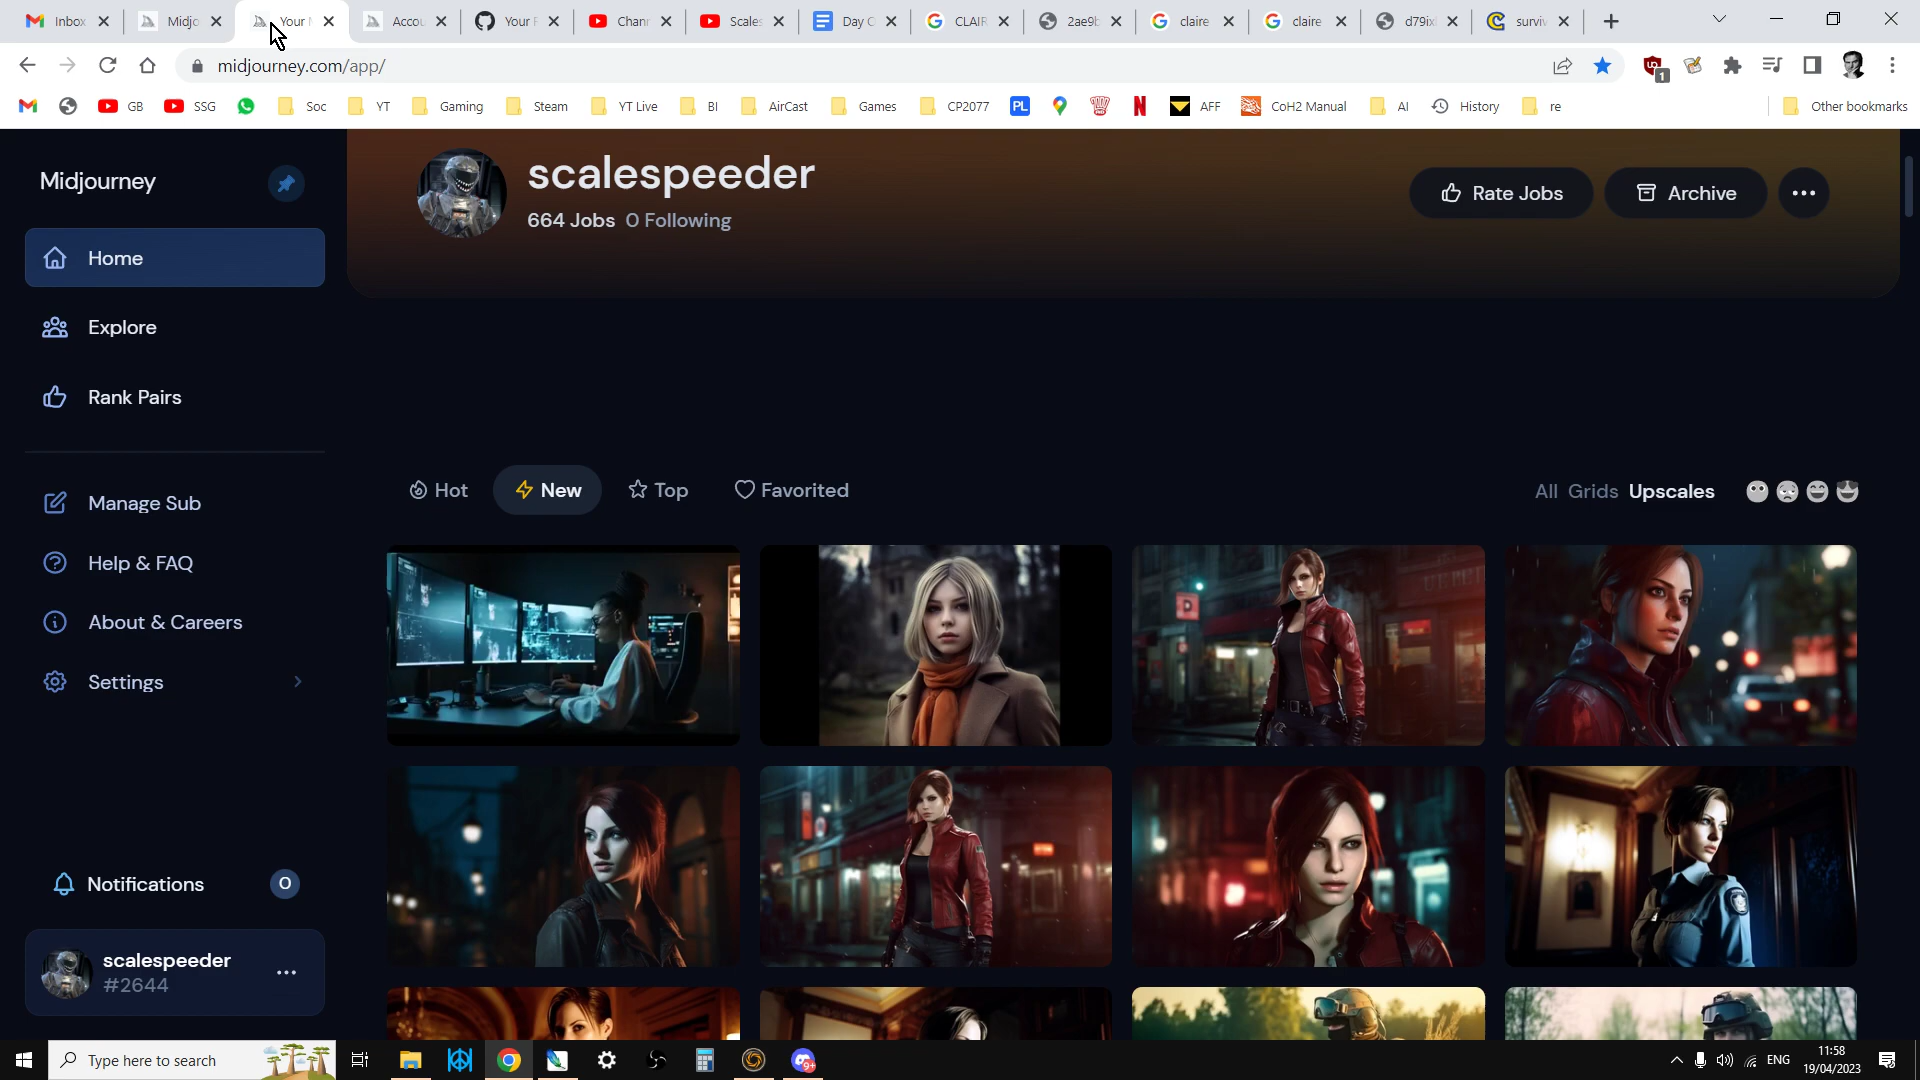 Inbox
Midjo
Your
Accou
Your
Chan
Scales
Day C
CLAIR
2ae9b
claire
claire
d79ix
surviv
midjourney.com/app/
1
GB
SSG
Soc
YT
Gaming
Steam
YT Live
BI
AirCast
Games
CP2077
PL
N
AFF
CoH2 Manual
AI
History
re
Other bookmarks
Midjourney
scalespeeder
664 Jobs 0 Following
Rate Jobs
Archive
Home
Explore
Rank Pairs
Manage Sub
Help & FAQ
About & Careers
Settings
Hot
New
Top
Favorited
All Grids Upscales
Notifications
0
scalespeeder
#2644
Type here to search
9+
ENG
11:58
19/04/2023